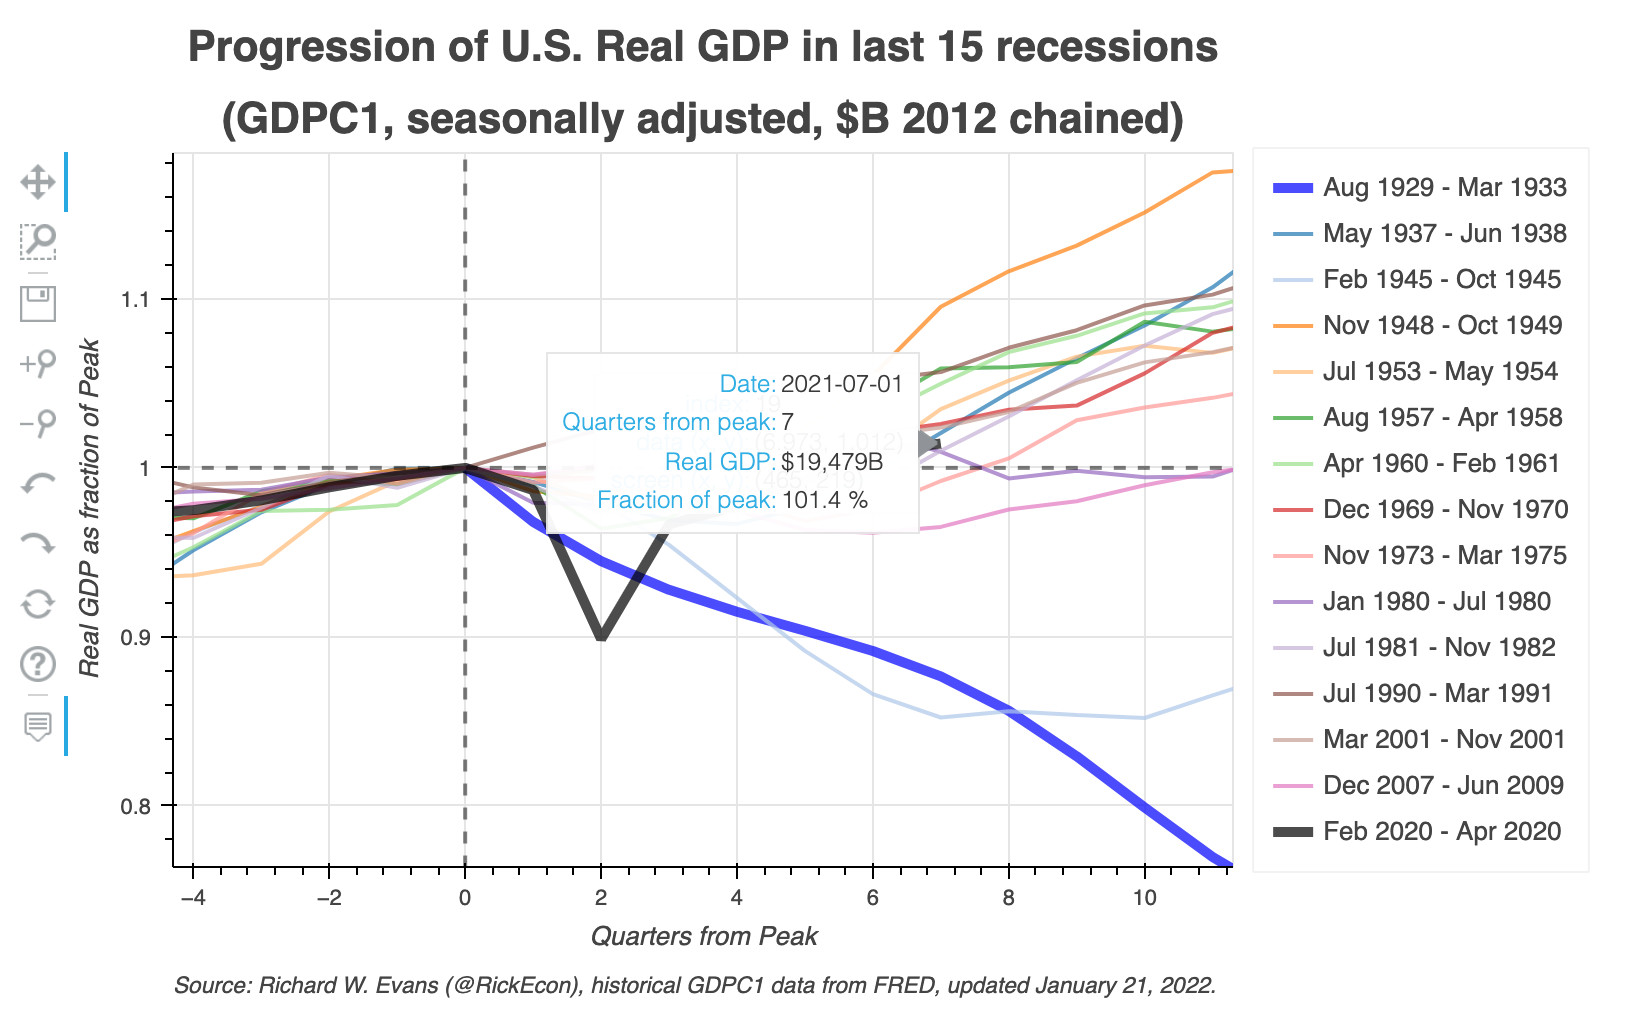 Progression of U.S. Real GDP in last 15 recessions
(GDPC1, seasonally adjusted, $B 2012 chained)
Real GDP as fraction of Peak
1.1
1
0.9
0.8
Date: 2021-07-01
Quarters from peak: 7
Real GDP: $19,479B
Fraction of peak: 101.4 %
data (x, y): (6.973, 1.012)
−4
−2
0
2
4
6
8
10
Quarters from Peak
Aug 1929 - Mar 1933
May 1937 - Jun 1938
Feb 1945 - Oct 1945
Nov 1948 - Oct 1949
Jul 1953 - May 1954
Aug 1957 - Apr 1958
Apr 1960 - Feb 1961
Dec 1969 - Nov 1970
Nov 1973 - Mar 1975
Jan 1980 - Jul 1980
Jul 1981 - Nov 1982
Jul 1990 - Mar 1991
Mar 2001 - Nov 2001
Dec 2007 - Jun 2009
Feb 2020 - Apr 2020
Source: Richard W. Evans (@RickEcon), historical GDPC1 data from FRED, updated January 21, 2022.